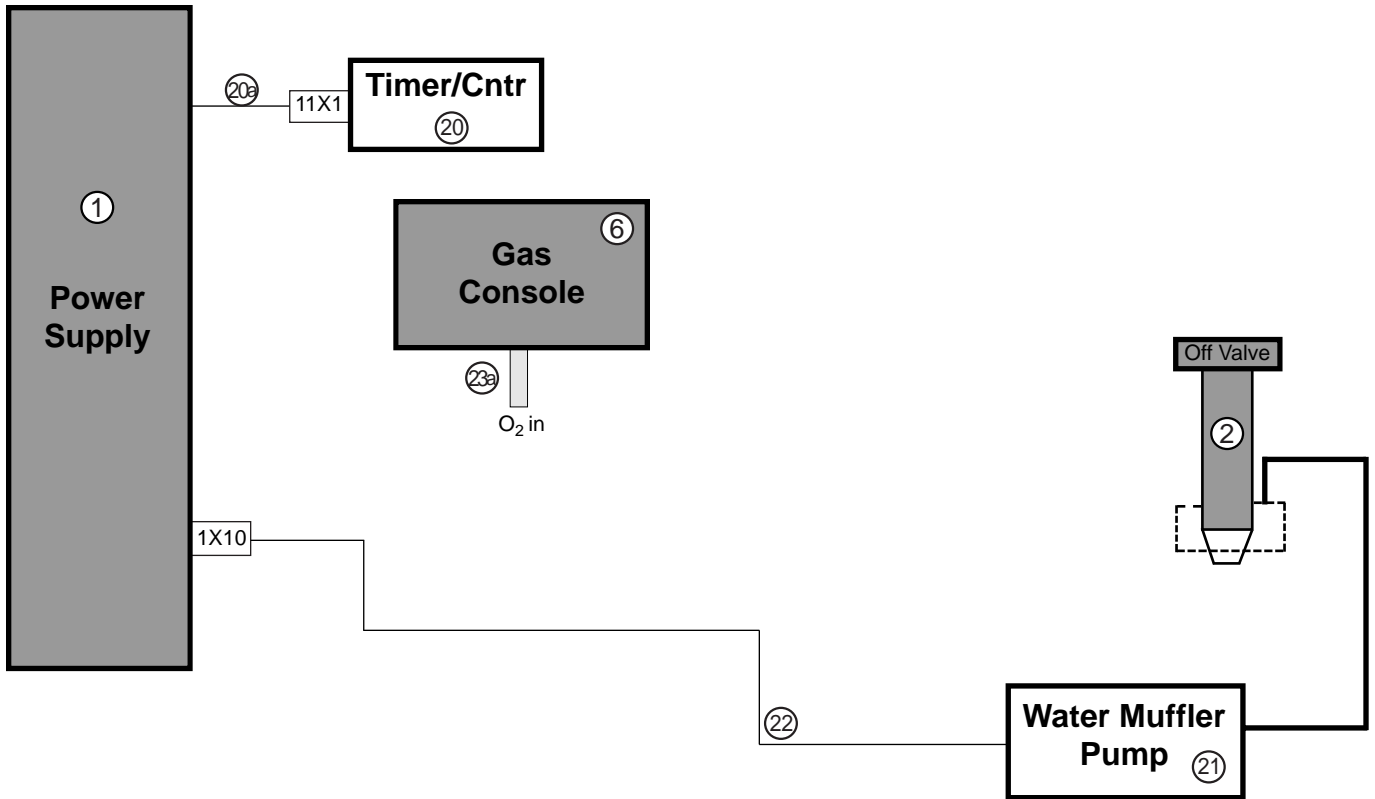 20a
11X1
Timer/Cntr
20
1
Power
Supply
6
Gas
Console
23a
O₂ in
Off Valve
2
1X10
22
Water Muffler
Pump
21